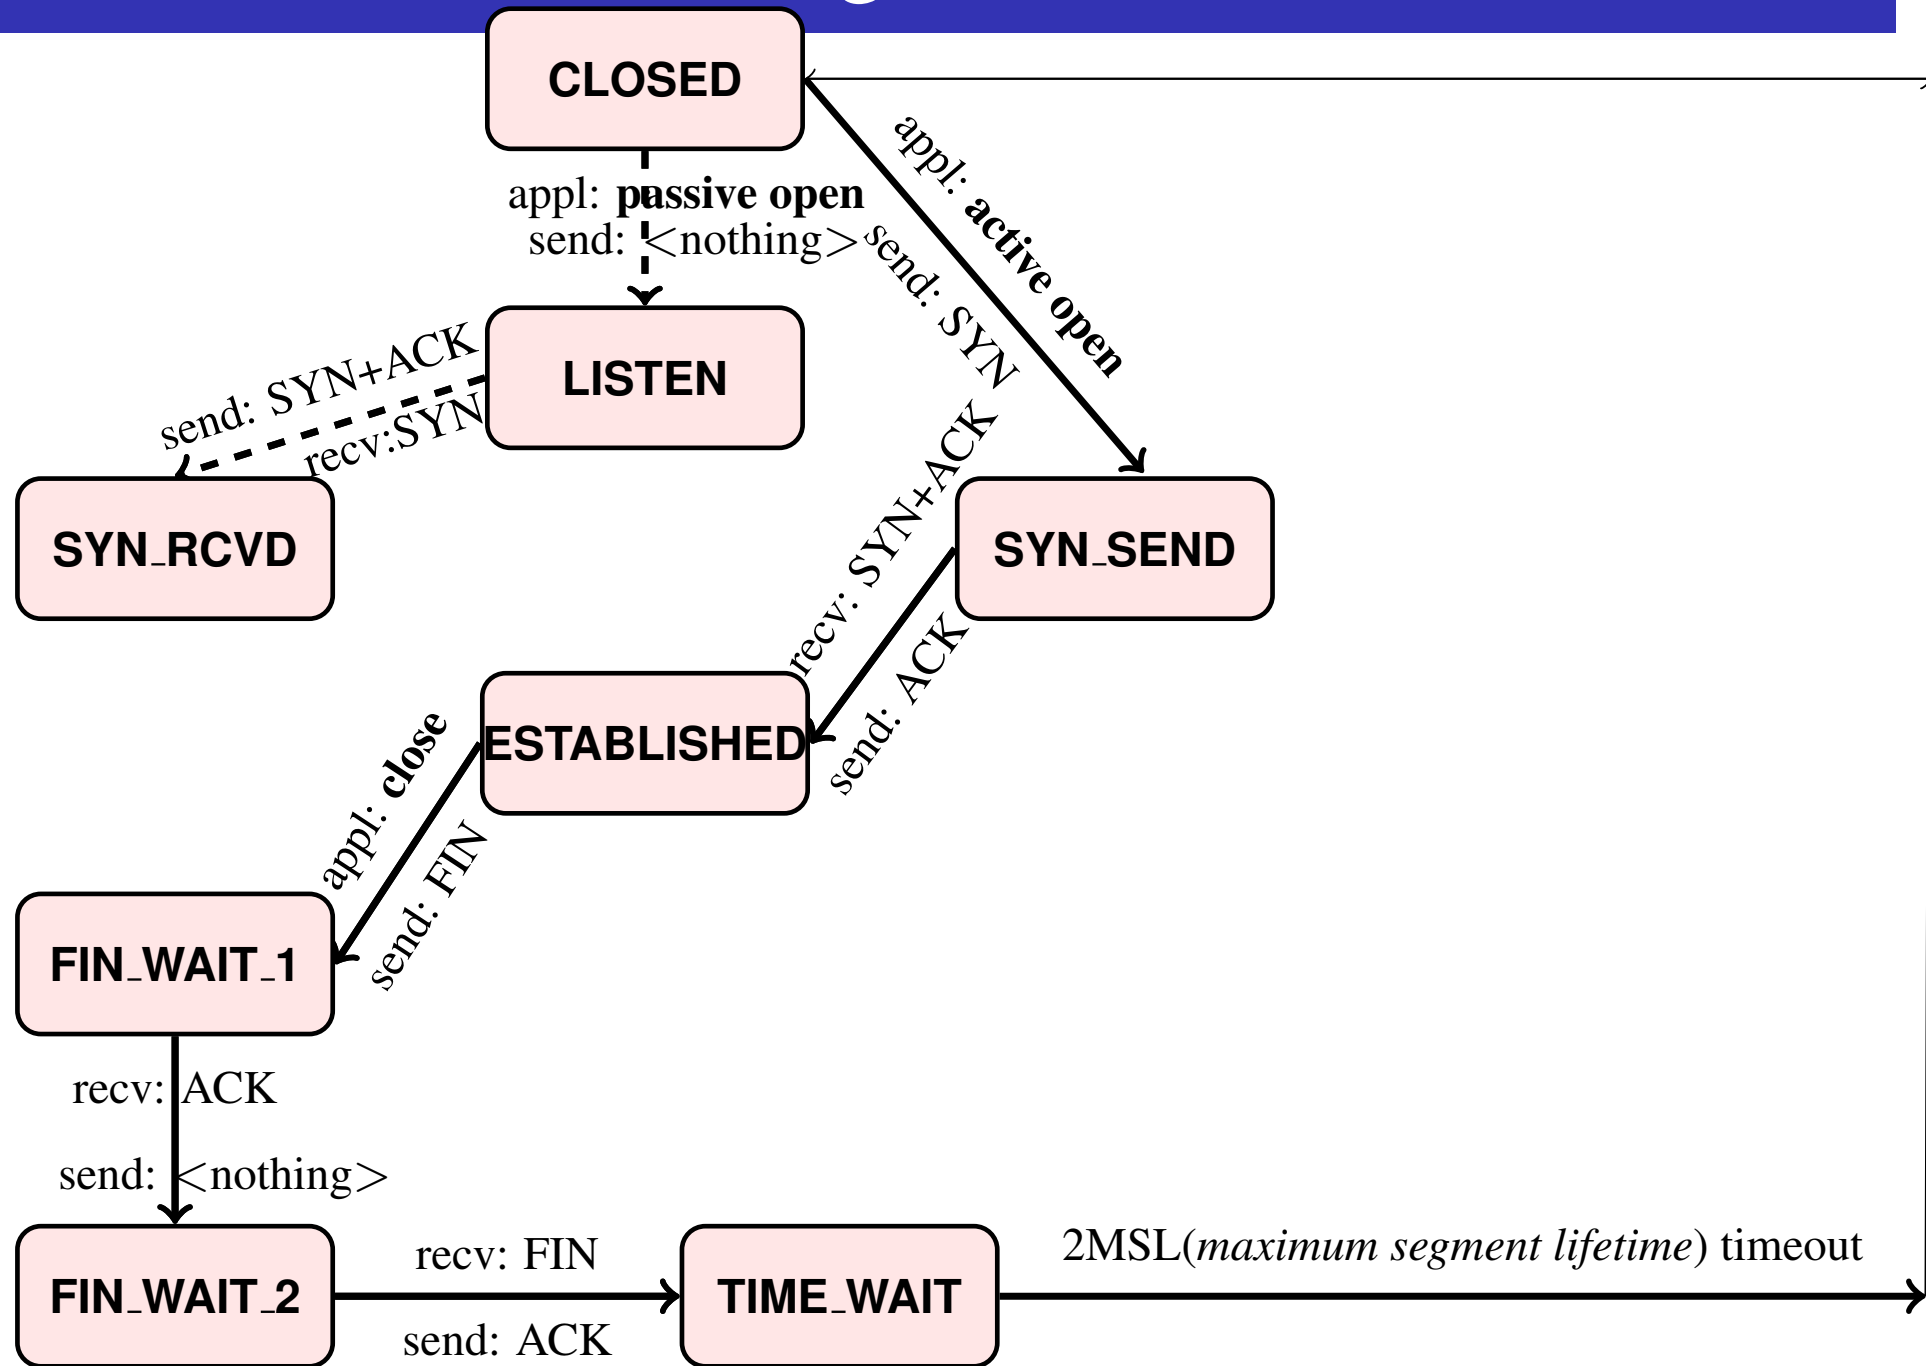 CLOSED
appl: passive open
send: <nothing>
appl: active open
send: SYN
LISTEN
send: SYN+ACK
recv:SYN
SYN_RCVD
SYN_SEND
recv: SYN+ACK
send: ACK
ESTABLISHED
appl: close
send: FIN
FIN_WAIT_1
recv: ACK
send: <nothing>
FIN_WAIT_2
recv: FIN
send: ACK
TIME_WAIT
2MSL(maximum segment lifetime) timeout